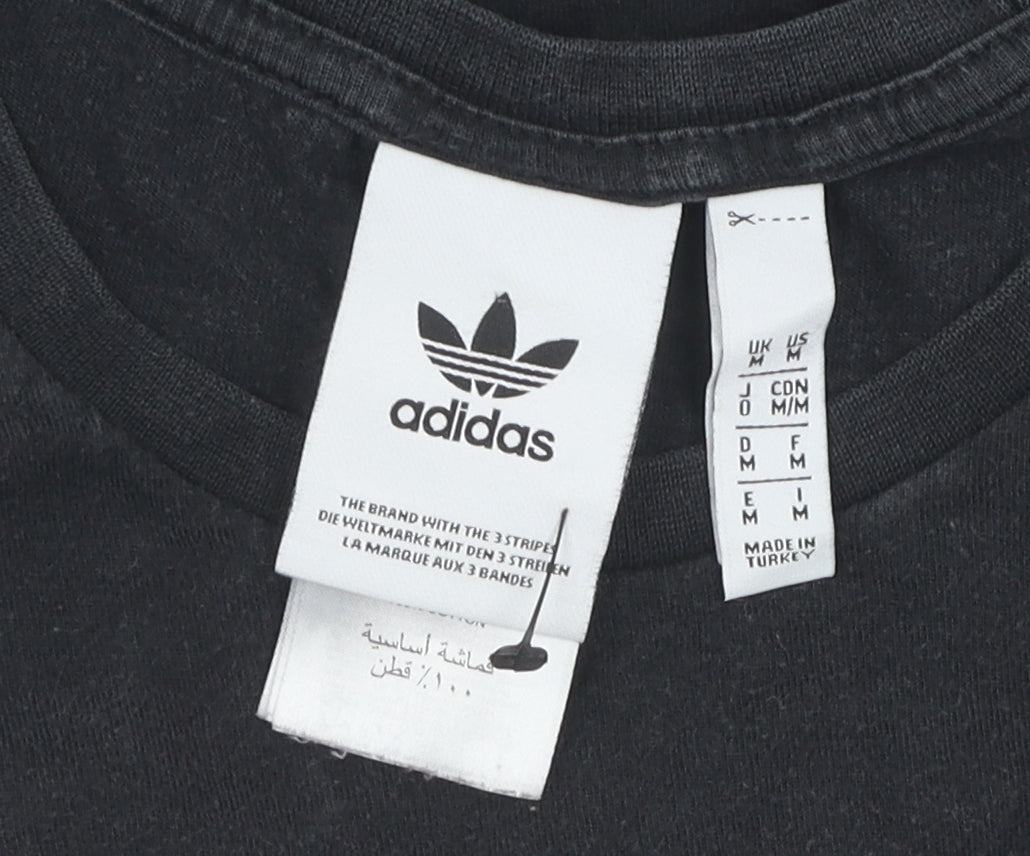 adidas
THE BRAND WITH THE 3 STRIPES
DIE WELTMARKE MIT DEN 3 STREIFEN
LA MARQUE AUX 3 BANDES
قماشة أساسية
١٠٠٪ قطن
UK US
M M
J CDN
O M/M
D F
M M
E I
M M
MADE IN
TURKEY